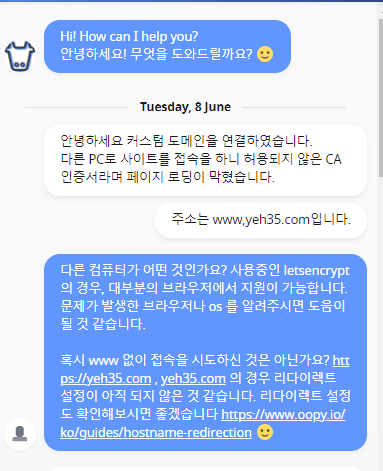 Hi! How can I help you?
안녕하세요! 무엇을 도와드릴까요? 🙂
Tuesday, 8 June
안녕하세요 커스텀 도메인을 연결하였습니다.
다른 PC로 사이트를 접속을 하니 허용되지 않은 CA
인증서라며 페이지 로딩이 막혔습니다.
주소는 www,yeh35.com입니다.
다른 컴퓨터가 어떤 것인가요? 사용중인 letsencrypt
의 경우, 대부분의 브라우저에서 지원이 가능합니다.
문제가 발생한 브라우저나 os 를 알려주시면 도움이
될 것 같습니다.
혹시 www 없이 접속을 시도하신 것은 아닌가요? htt
ps://yeh35.com , yeh35.com 의 경우 리다이렉트
설정이 아직 되지 않은 것 같습니다. 리다이렉트 설정
도 확인해보시면 좋겠습니다 https://www.oopy.io/
ko/guides/hostname-redirection 🙂